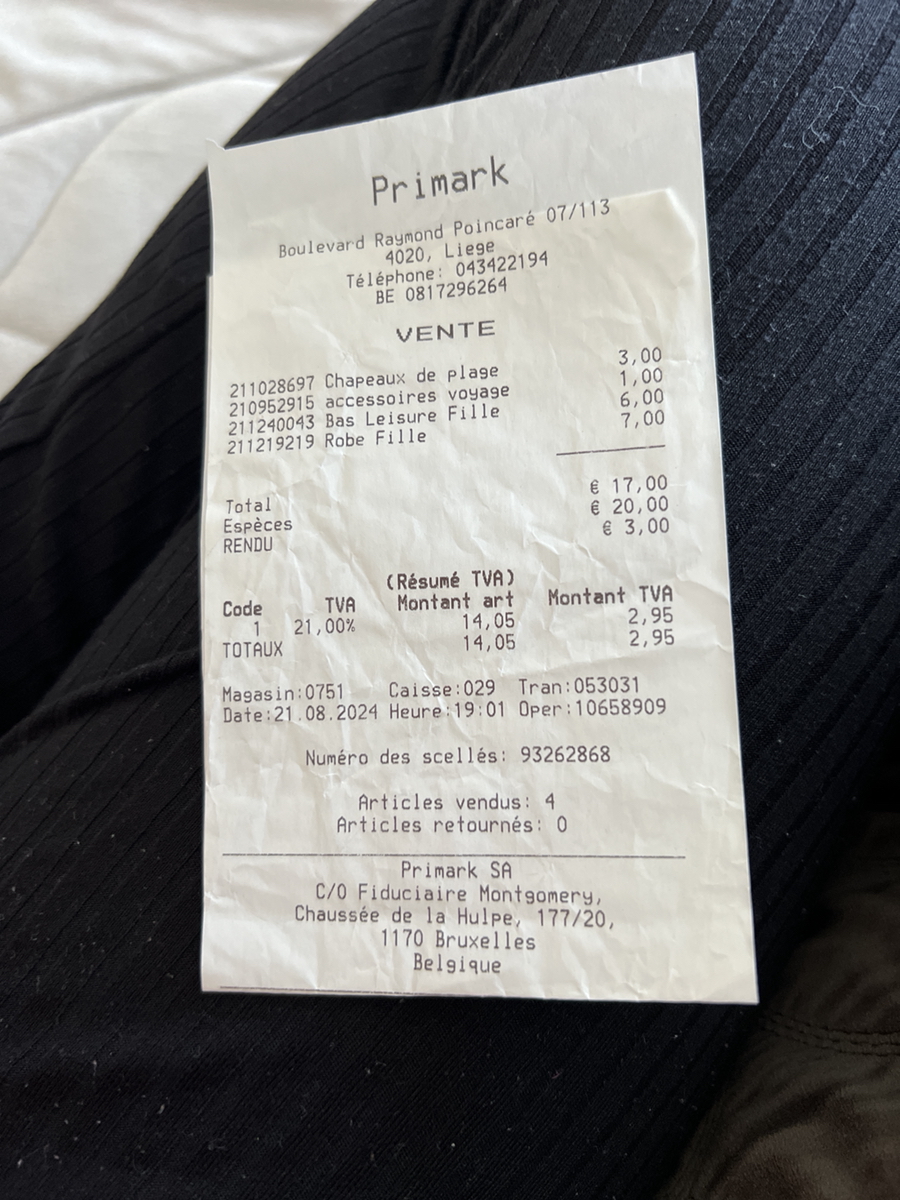 Primark
Boulevard Raymond Poincaré 07/113
4020, Liege
Téléphone: 043422194
BE 0817296264
VENTE
211028697 Chapeaux de plage 3,00
210952915 accessoires voyage 1,00
211240043 Bas Leisure Fille 6,00
211219219 Robe Fille 7,00
Total € 17,00
Espèces € 20,00
RENDU € 3,00
(Résumé TVA)
Code TVA Montant art Montant TVA
1 21,00% 14,05 2,95
TOTAUX 14,05 2,95
Magasin:0751 Caisse:029 Tran:053031
Date:21.08.2024 Heure:19:01 Oper:10658909
Numéro des scellés: 93262868
Articles vendus: 4
Articles retournés: 0
Primark SA
C/O Fiduciaire Montgomery,
Chaussée de la Hulpe, 177/20,
1170 Bruxelles
Belgique